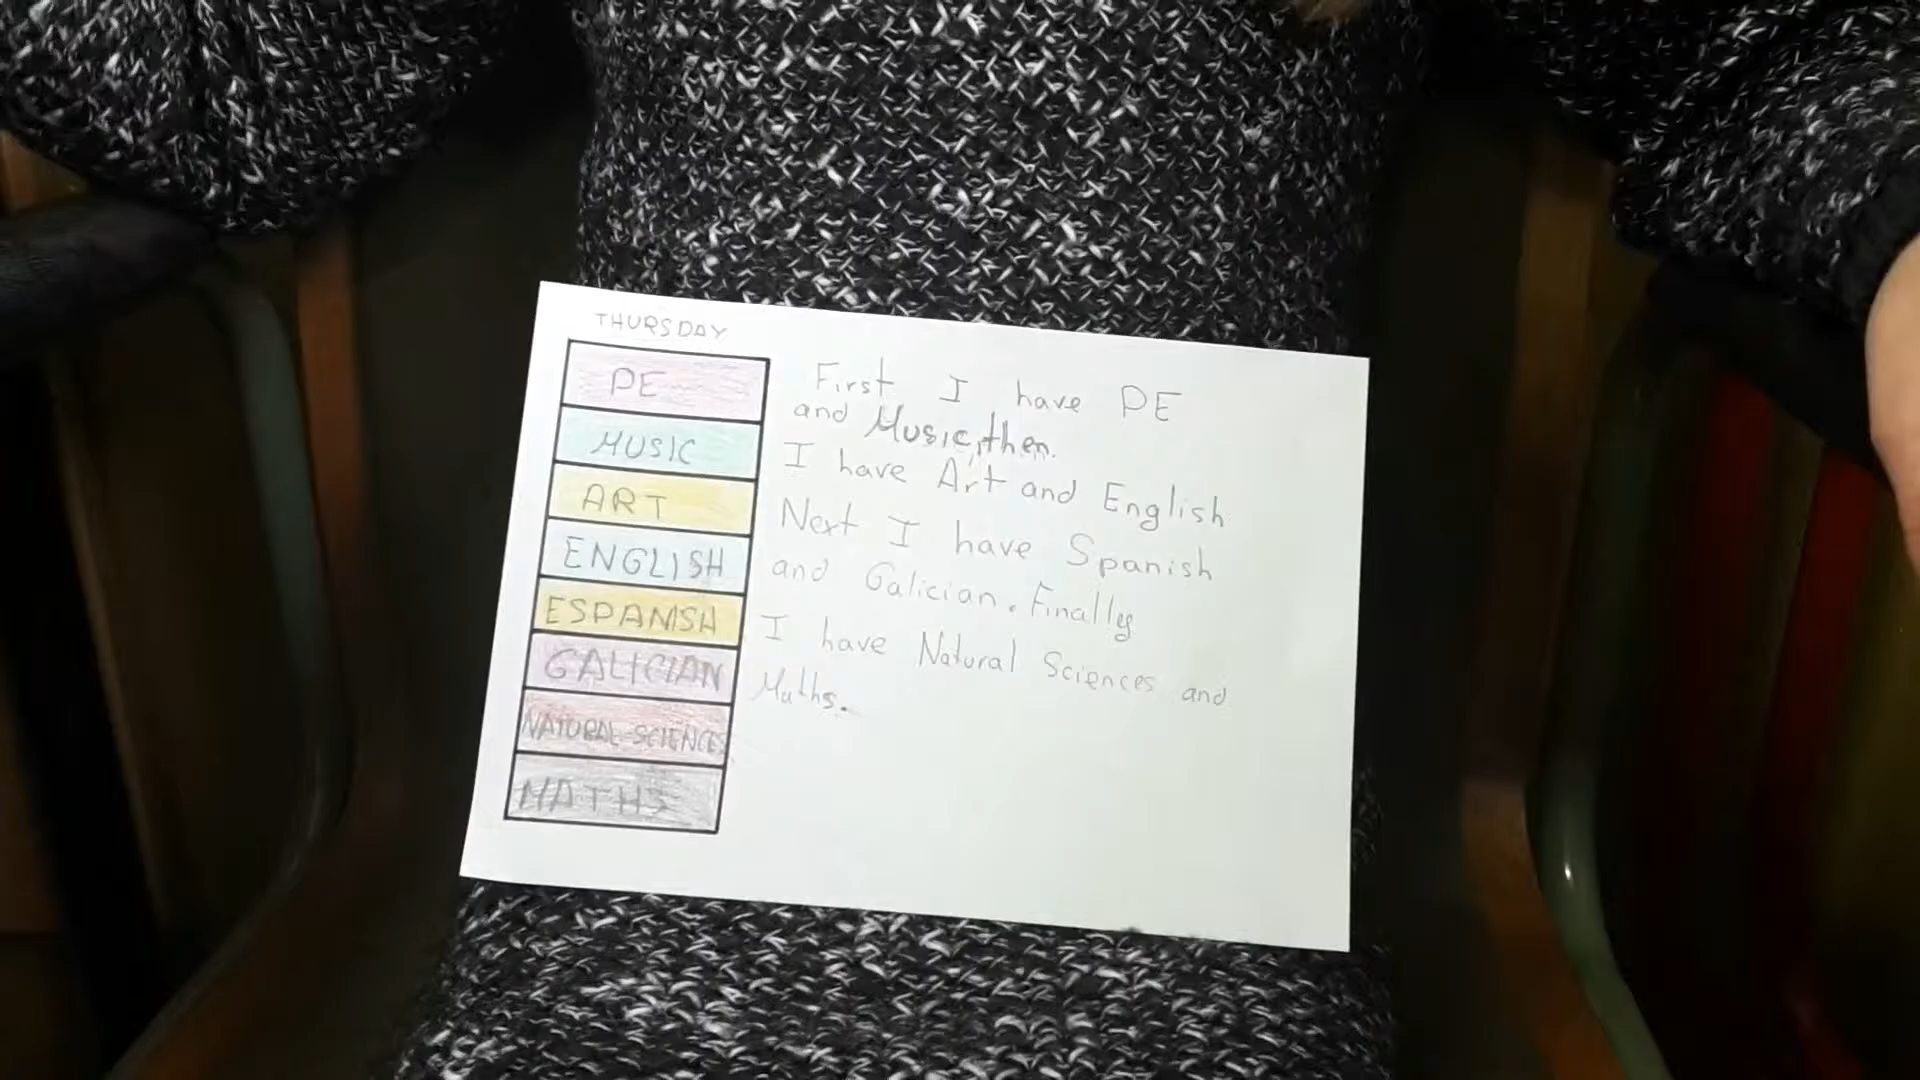 THURSDAY
PE
MUSIC
ART
ENGLISH
ESPANISH
GALICIAN
NATURAL SCIENCES
MATHS
First I have PE
and Music, then.
I have Art and English
Next I have Spanish
and Galician. Finally
I have Natural Sciences and
Maths.